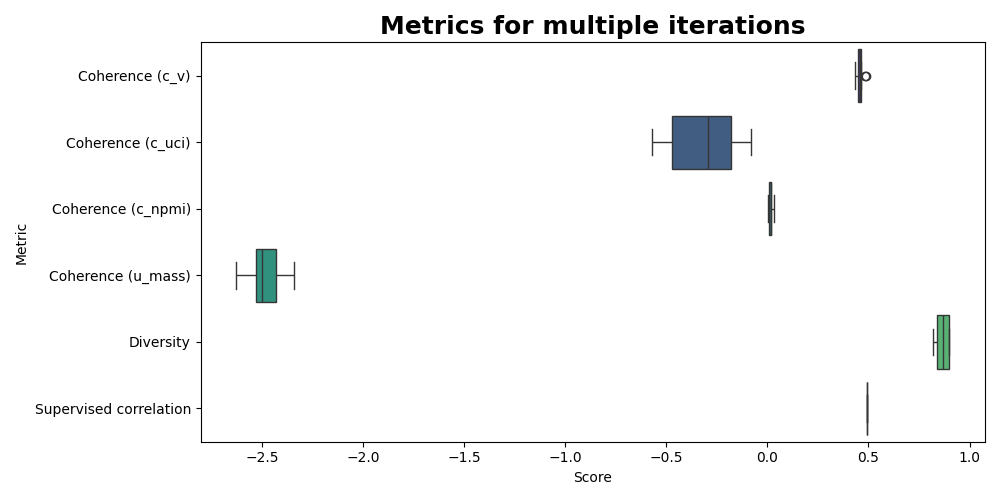 Metrics for multiple iterations
Coherence (c_v)
Coherence (c_uci)
Coherence (c_npmi)
Coherence (u_mass)
Diversity
Supervised correlation
Metric
−2.5 −2.0 −1.5 −1.0 −0.5 0.0 0.5 1.0
Score